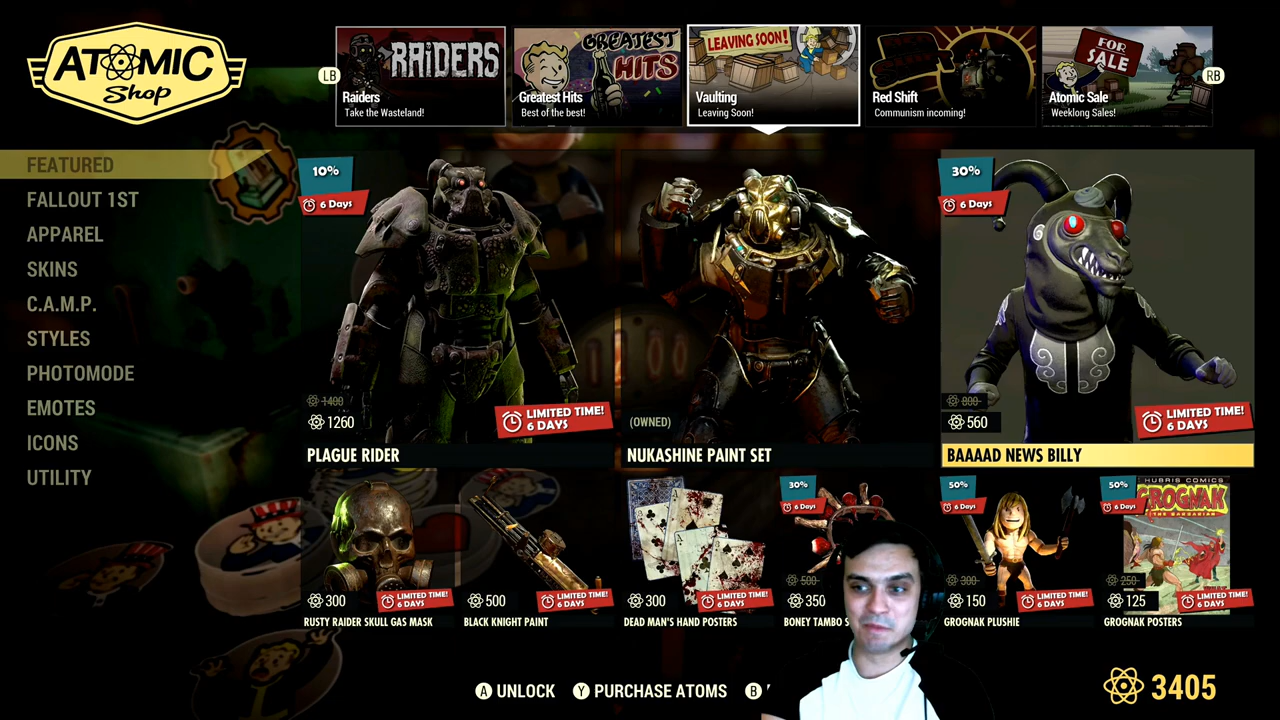 ATOMIC
Shop
LB
RAIDERS
Raiders
Take the Wasteland!
GREATEST
HITS
Greatest Hits
Best of the best!
LEAVING SOON!
Vaulting
Leaving Soon!
Red Shift
Communism incoming!
FOR
SALE
Atomic Sale
Weeklong Sales!
RB
FEATURED
FALLOUT 1ST
APPAREL
SKINS
C.A.M.P.
STYLES
PHOTOMODE
EMOTES
ICONS
UTILITY
10%
6 Days
1400
1260
LIMITED TIME!
6 DAYS
PLAGUE RIDER
(OWNED)
NUKASHINE PAINT SET
30%
6 Days
800
560
LIMITED TIME!
6 DAYS
BAAAAD NEWS BILLY
300
LIMITED TIME!
6 DAYS
RUSTY RAIDER SKULL GAS MASK
500
LIMITED TIME!
6 DAYS
BLACK KNIGHT PAINT
300
LIMITED TIME!
6 DAYS
DEAD MAN'S HAND POSTERS
30%
6 Days
500
350
BONEY TAMBO S
50%
6 Days
300
150
LIMITED TIME!
6 DAYS
GROGNAK PLUSHIE
50%
6 Days
HUBRIS COMICS
GROGNAK
THE BARBARIAN
250
125
LIMITED TIME!
6 DAYS
GROGNAK POSTERS
A UNLOCK
Y PURCHASE ATOMS
B
3405